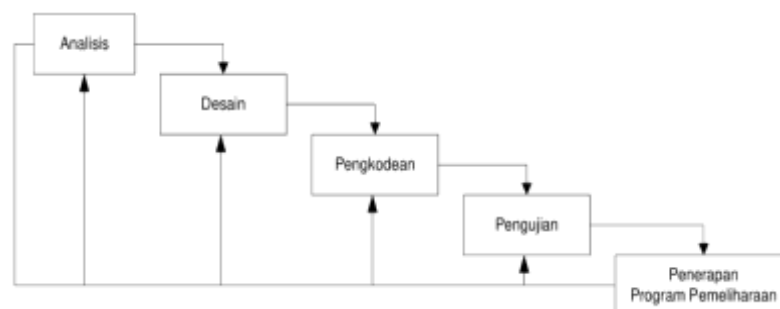 Analisis
Desain
Pengkodean
Pengujian
Penerapan
Program Pemeliharaan